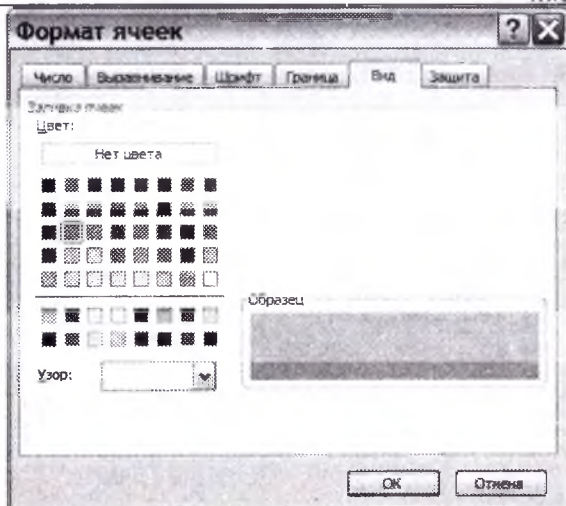 Формат ячеек
Число Выравнивание Шрифт Граница Вид Защита
Заливка ячеек
Цвет:
Нет цвета
Образец
Узор:
ОК Отмена